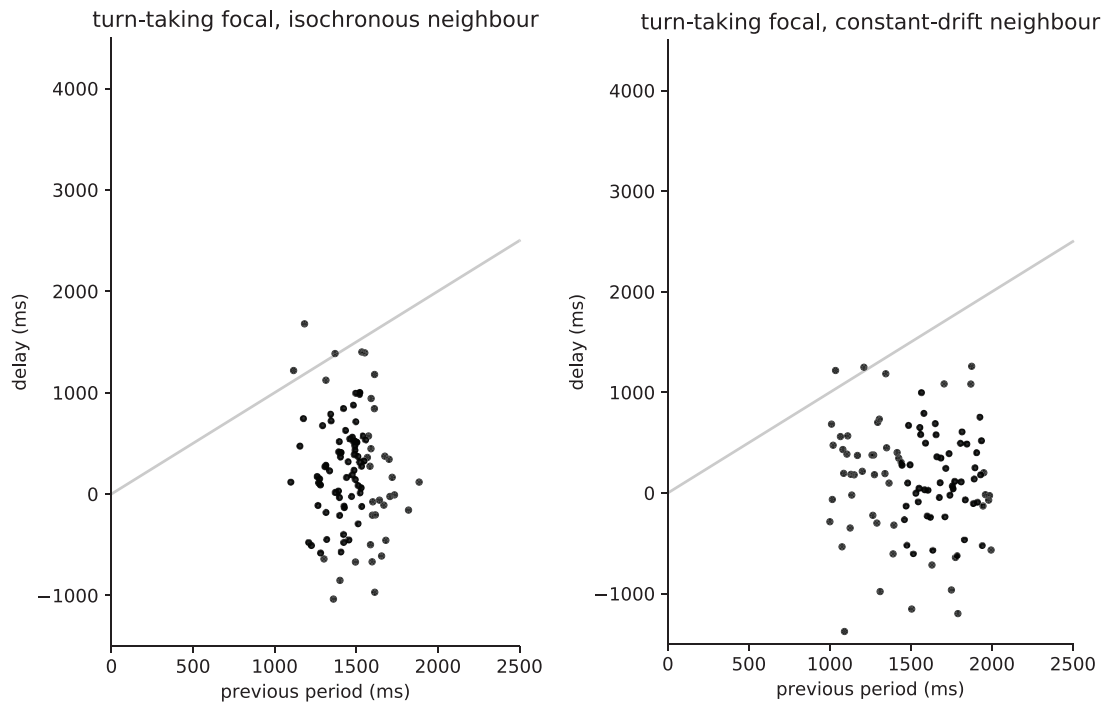 turn-taking focal, isochronous neighbour
4000
3000
2000
1000
0
−1000
delay (ms)
0 500 1000 1500 2000 2500
previous period (ms)
turn-taking focal, constant-drift neighbour
4000
3000
2000
1000
0
−1000
delay (ms)
0 500 1000 1500 2000 2500
previous period (ms)